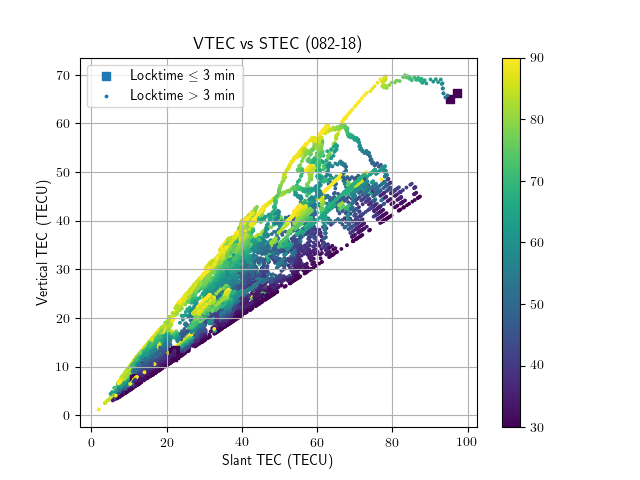 VTEC vs STEC (082-18)
Locktime ≤ 3 min
Locktime > 3 min
70
60
50
40
30
20
10
0
Vertical TEC (TECU)
0 20 40 60 80 100
Slant TEC (TECU)
90
80
70
60
50
40
30